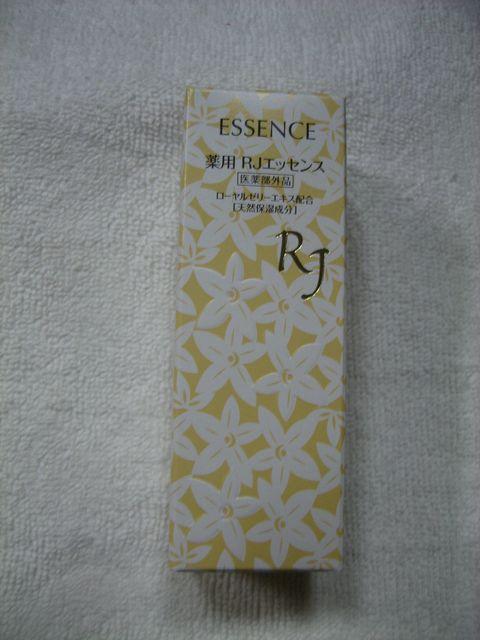 ESSENCE
薬用 RJエッセンス
医薬部外品
ローヤルゼリーエキス配合
[天然保湿成分]
RJ